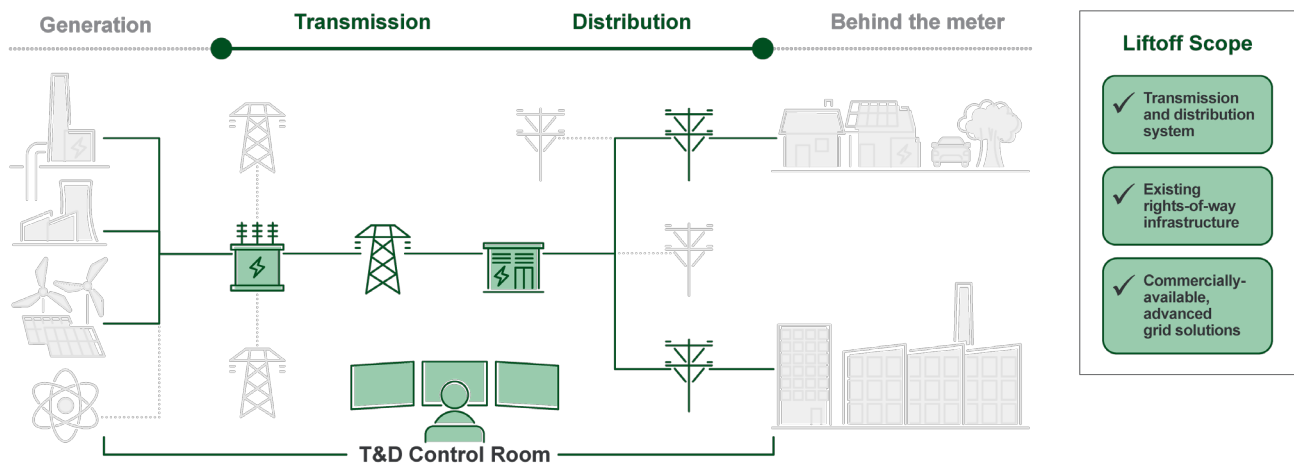 Generation
Transmission
Distribution
Behind the meter
Liftoff Scope
Transmission
and distribution
system
Existing
rights-of-way
infrastructure
Commercially-
available,
advanced
grid solutions
T&D Control Room